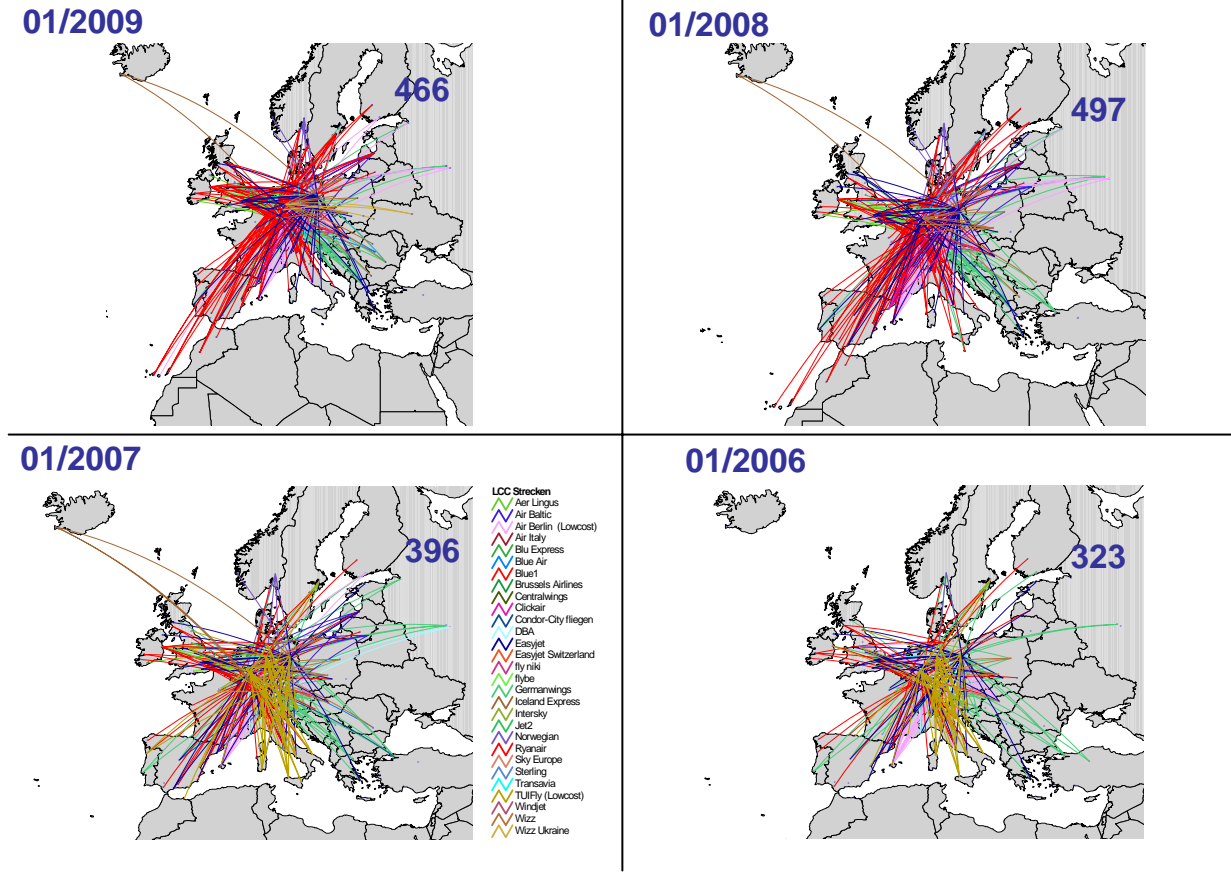 01/2009
466
01/2008
497
01/2007
396
LCC Strecken
Aer Lingus
Air Baltic
Air Berlin (Lowcost)
Air Italy
Blu Express
Blue Air
Blue1
Brussels Airlines
Centralwings
Clickair
Condor-City fliegen
DBA
Easyjet
Easyjet Switzerland
fly niki
flybe
Germanwings
Iceland Express
Intersky
Jet2
Norwegian
Ryanair
Sky Europe
Sterling
Transavia
TUIFly (Lowcost)
Windjet
Wizz
Wizz Ukraine
01/2006
323